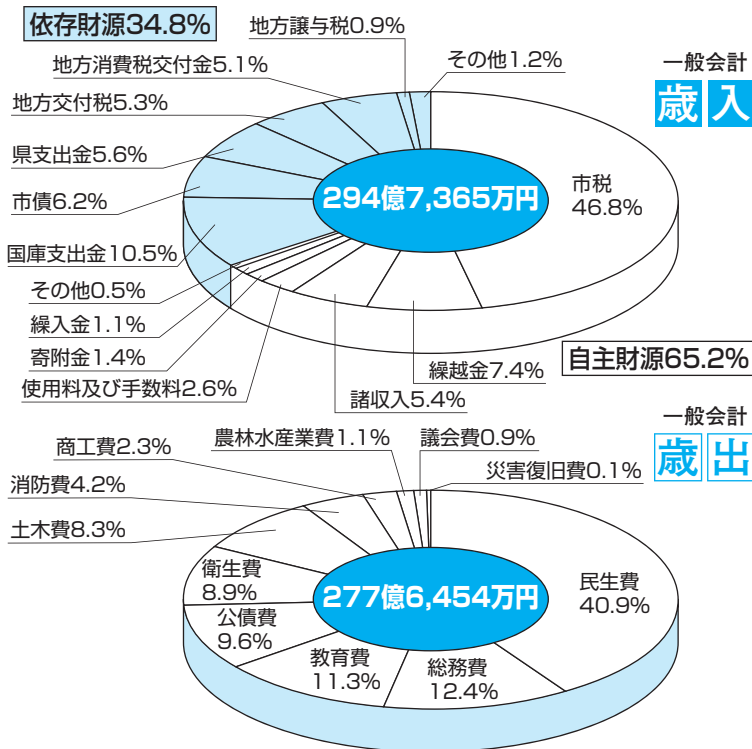 依存財源34.8%
地方譲与税0.9%
その他1.2%
地方消費税交付金5.1%
地方交付税5.3%
県支出金5.6%
市債6.2%
国庫支出金10.5%
その他0.5%
繰入金1.1%
寄附金1.4%
使用料及び手数料2.6%
諸収入5.4%
繰越金7.4%
市税
46.8%
294億7,365万円
自主財源65.2%
一般会計
歳入
一般会計
歳出
商工費2.3%
農林水産業費1.1%
議会費0.9%
災害復旧費0.1%
消防費4.2%
土木費8.3%
衛生費
8.9%
公債費
9.6%
教育費
11.3%
総務費
12.4%
民生費
40.9%
277億6,454万円